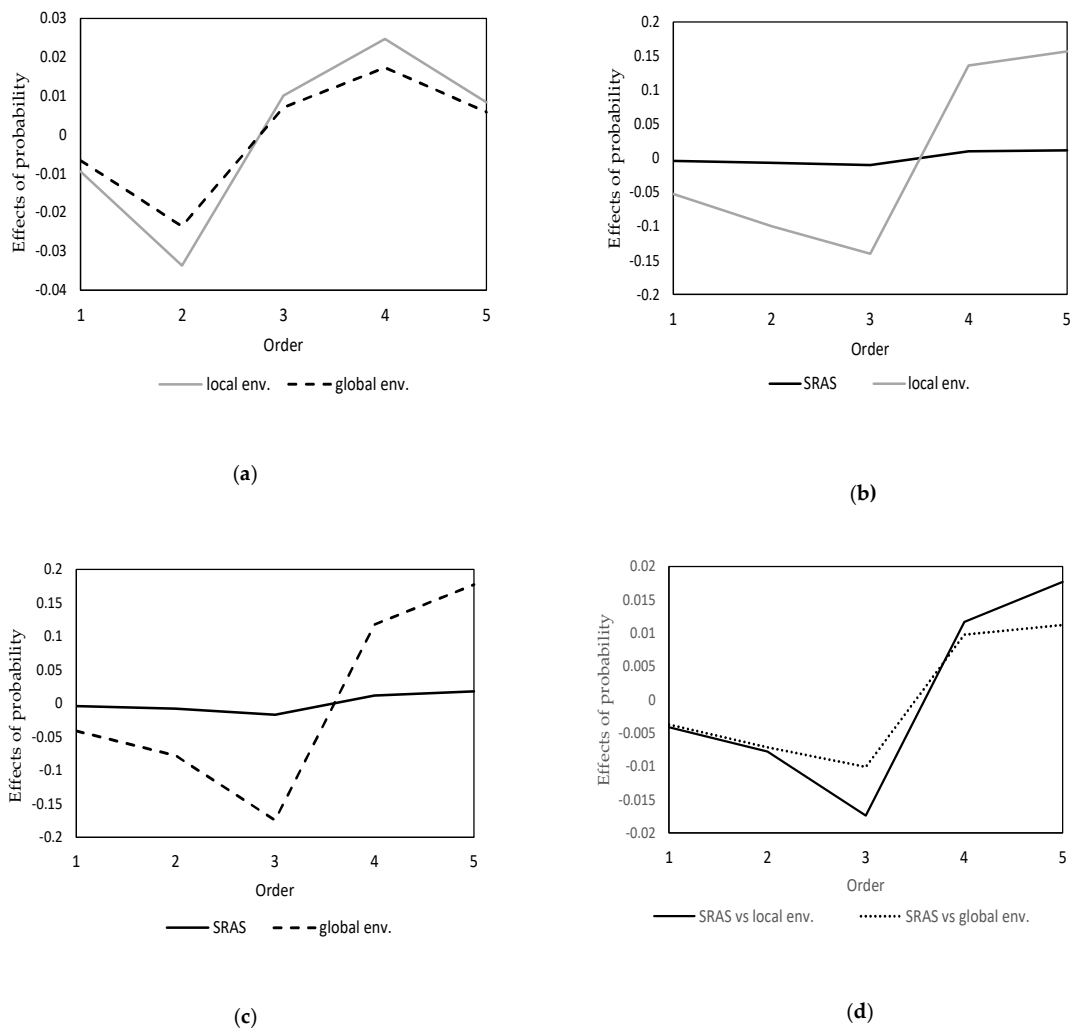 0.03
0.02
0.01
0
-0.01
-0.02
-0.03
-0.04
Effects of probability
1 2 3 4 5
Order
local env. global env.
(a)
0.2
0.15
0.1
0.05
0
-0.05
-0.1
-0.15
-0.2
Effects of probability
1 2 3 4 5
Order
SRAS local env.
(b)
0.2
0.15
0.1
0.05
0
-0.05
-0.1
-0.15
-0.2
Effects of probability
1 2 3 4 5
Order
SRAS global env.
(c)
0.02
0.015
0.01
0.005
0
-0.005
-0.01
-0.015
-0.02
Effects of probability
1 2 3 4 5
Order
SRAS vs local env. SRAS vs global env.
(d)